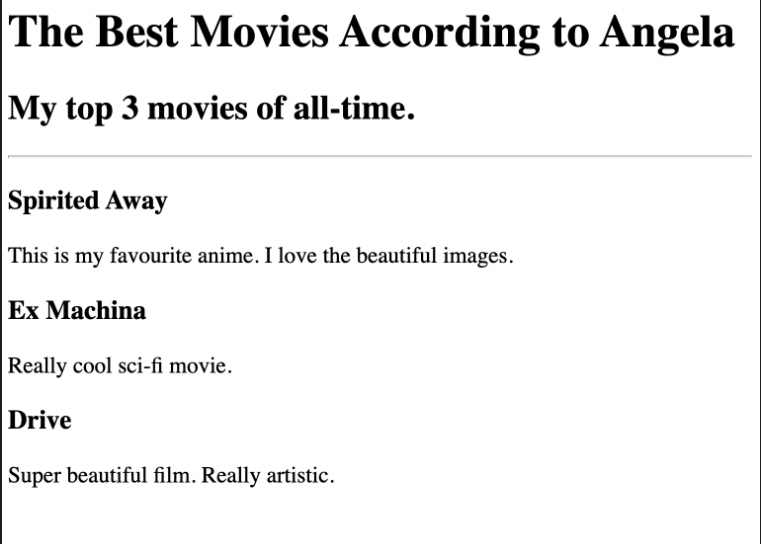 The Best Movies According to Angela
My top 3 movies of all-time.
Spirited Away
This is my favourite anime. I love the beautiful images.
Ex Machina
Really cool sci-fi movie.
Drive
Super beautiful film. Really artistic.